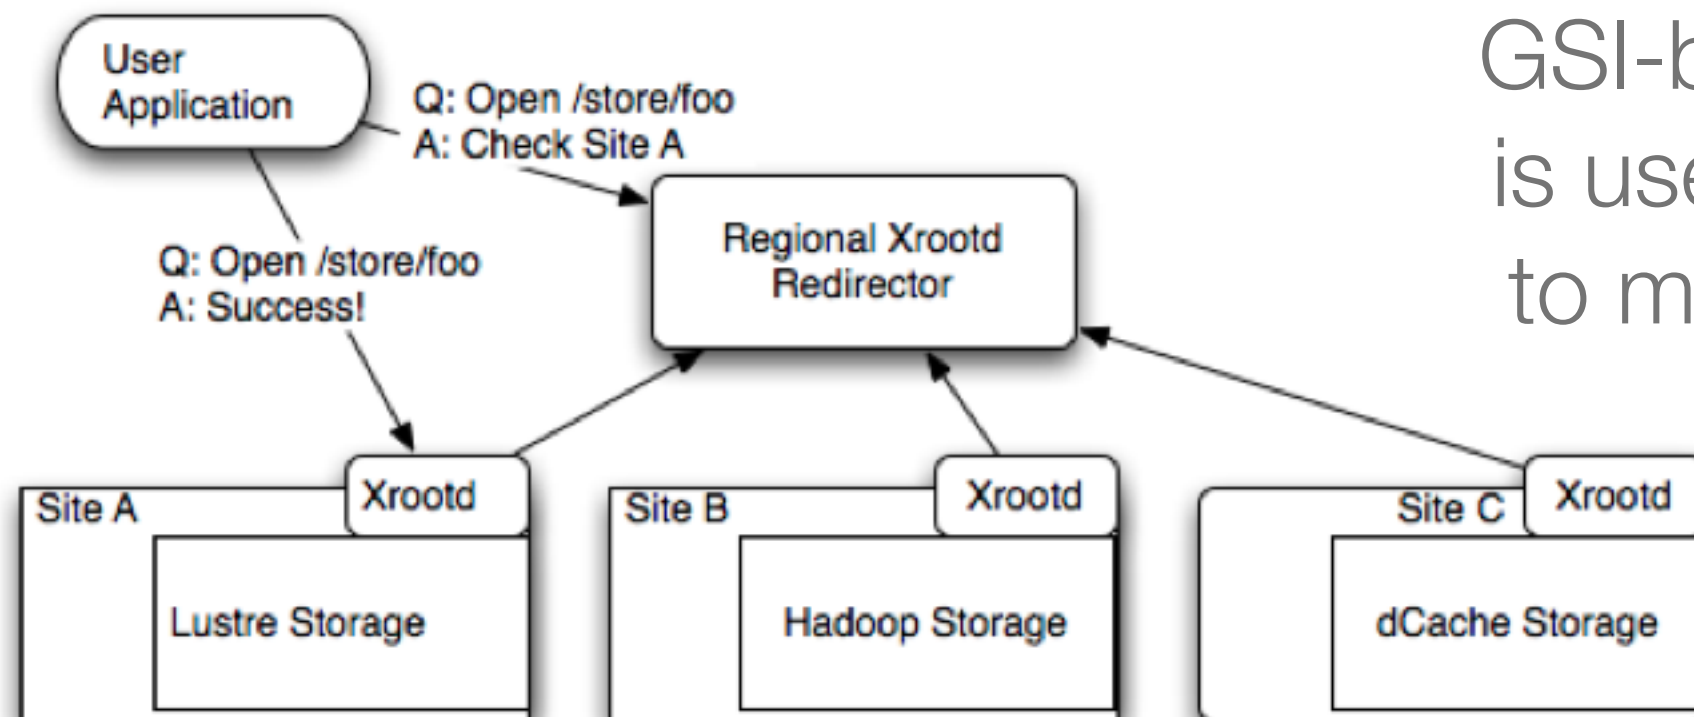 User
Application
Q: Open /store/foo
A: Check Site A
GSI-b
is use
to m
Regional Xrootd
Redirector
Q: Open /store/foo
A: Success!
Site A
Xrootd
Lustre Storage
Site B
Xrootd
Hadoop Storage
Site C
Xrootd
dCache Storage